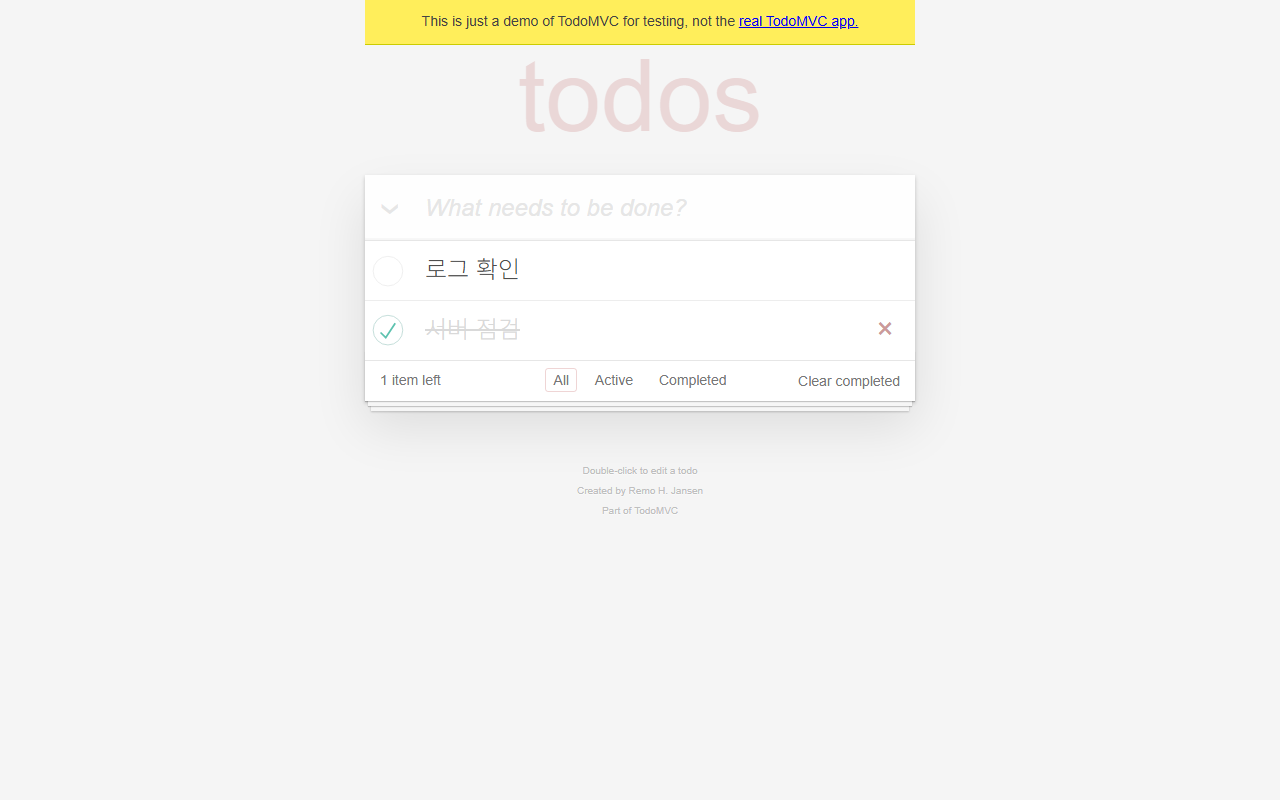 This is just a demo of TodoMVC for testing, not the real TodoMVC app.
todos
What needs to be done?
로그 확인
서버 점검
1 item left All Active Completed Clear completed
Double-click to edit a todo
Created by Remo H. Jansen
Part of TodoMVC